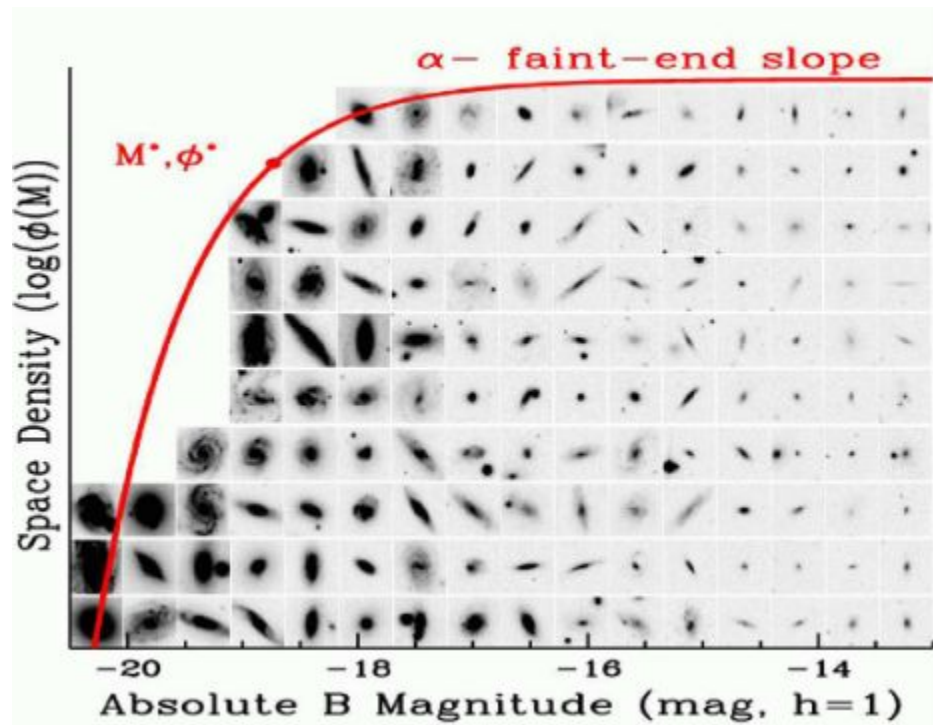 α- faint-end slope
M*,ϕ*
Space Density (log(ϕ(M))
-20
-18
-16
-14
Absolute B Magnitude (mag, h=1)